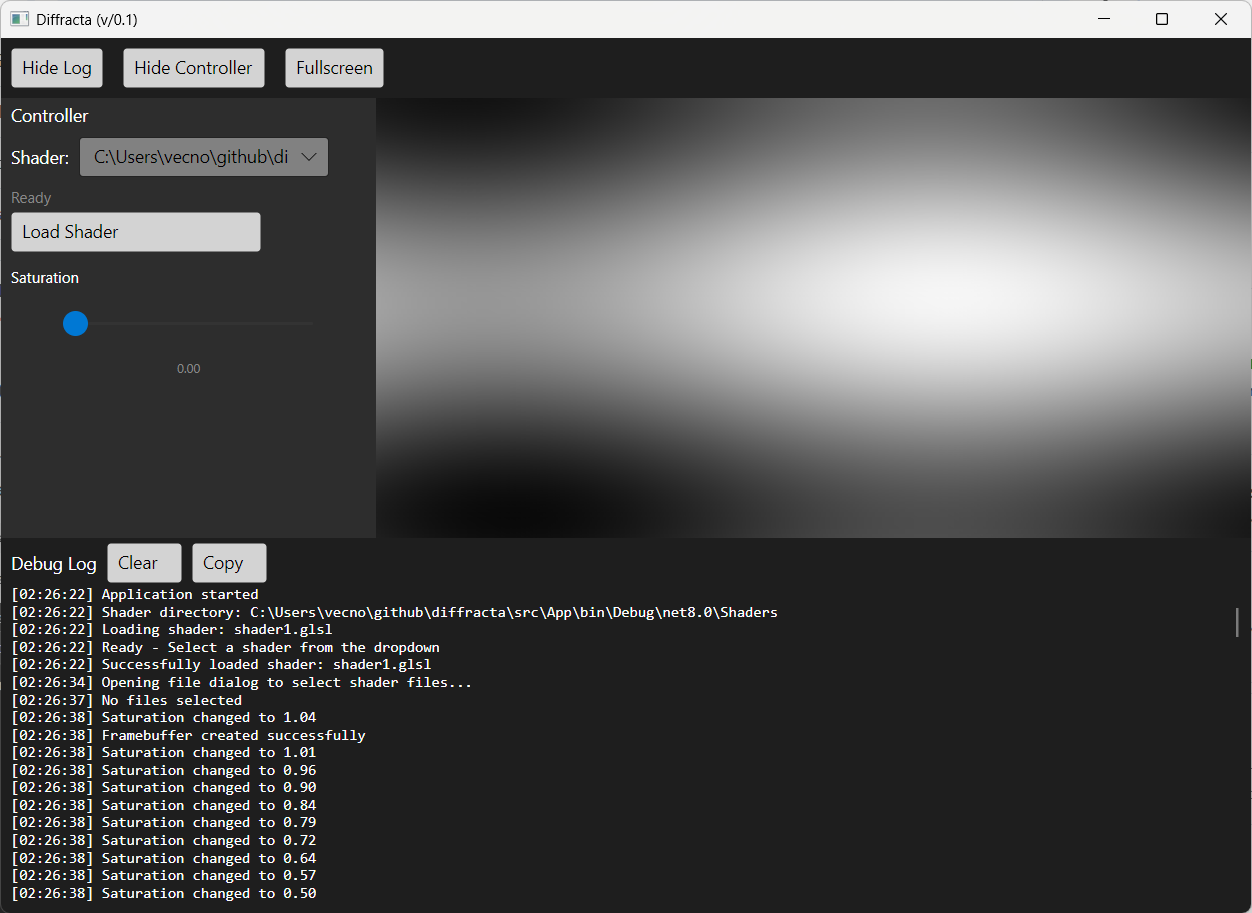 Diffracta (v/0.1)
Hide Log Hide Controller Fullscreen
Controller
Shader: C:\Users\vecno\github\di
Ready
Load Shader
Saturation
0.00
Debug Log Clear Copy
[02:26:22] Application started
[02:26:22] Shader directory: C:\Users\vecno\github\diffracta\src\App\bin\Debug\net8.0\Shaders
[02:26:22] Loading shader: shader1.glsl
[02:26:22] Ready - Select a shader from the dropdown
[02:26:22] Successfully loaded shader: shader1.glsl
[02:26:34] Opening file dialog to select shader files...
[02:26:37] No files selected
[02:26:38] Saturation changed to 1.04
[02:26:38] Framebuffer created successfully
[02:26:38] Saturation changed to 1.01
[02:26:38] Saturation changed to 0.96
[02:26:38] Saturation changed to 0.90
[02:26:38] Saturation changed to 0.84
[02:26:38] Saturation changed to 0.79
[02:26:38] Saturation changed to 0.72
[02:26:38] Saturation changed to 0.64
[02:26:38] Saturation changed to 0.57
[02:26:38] Saturation changed to 0.50